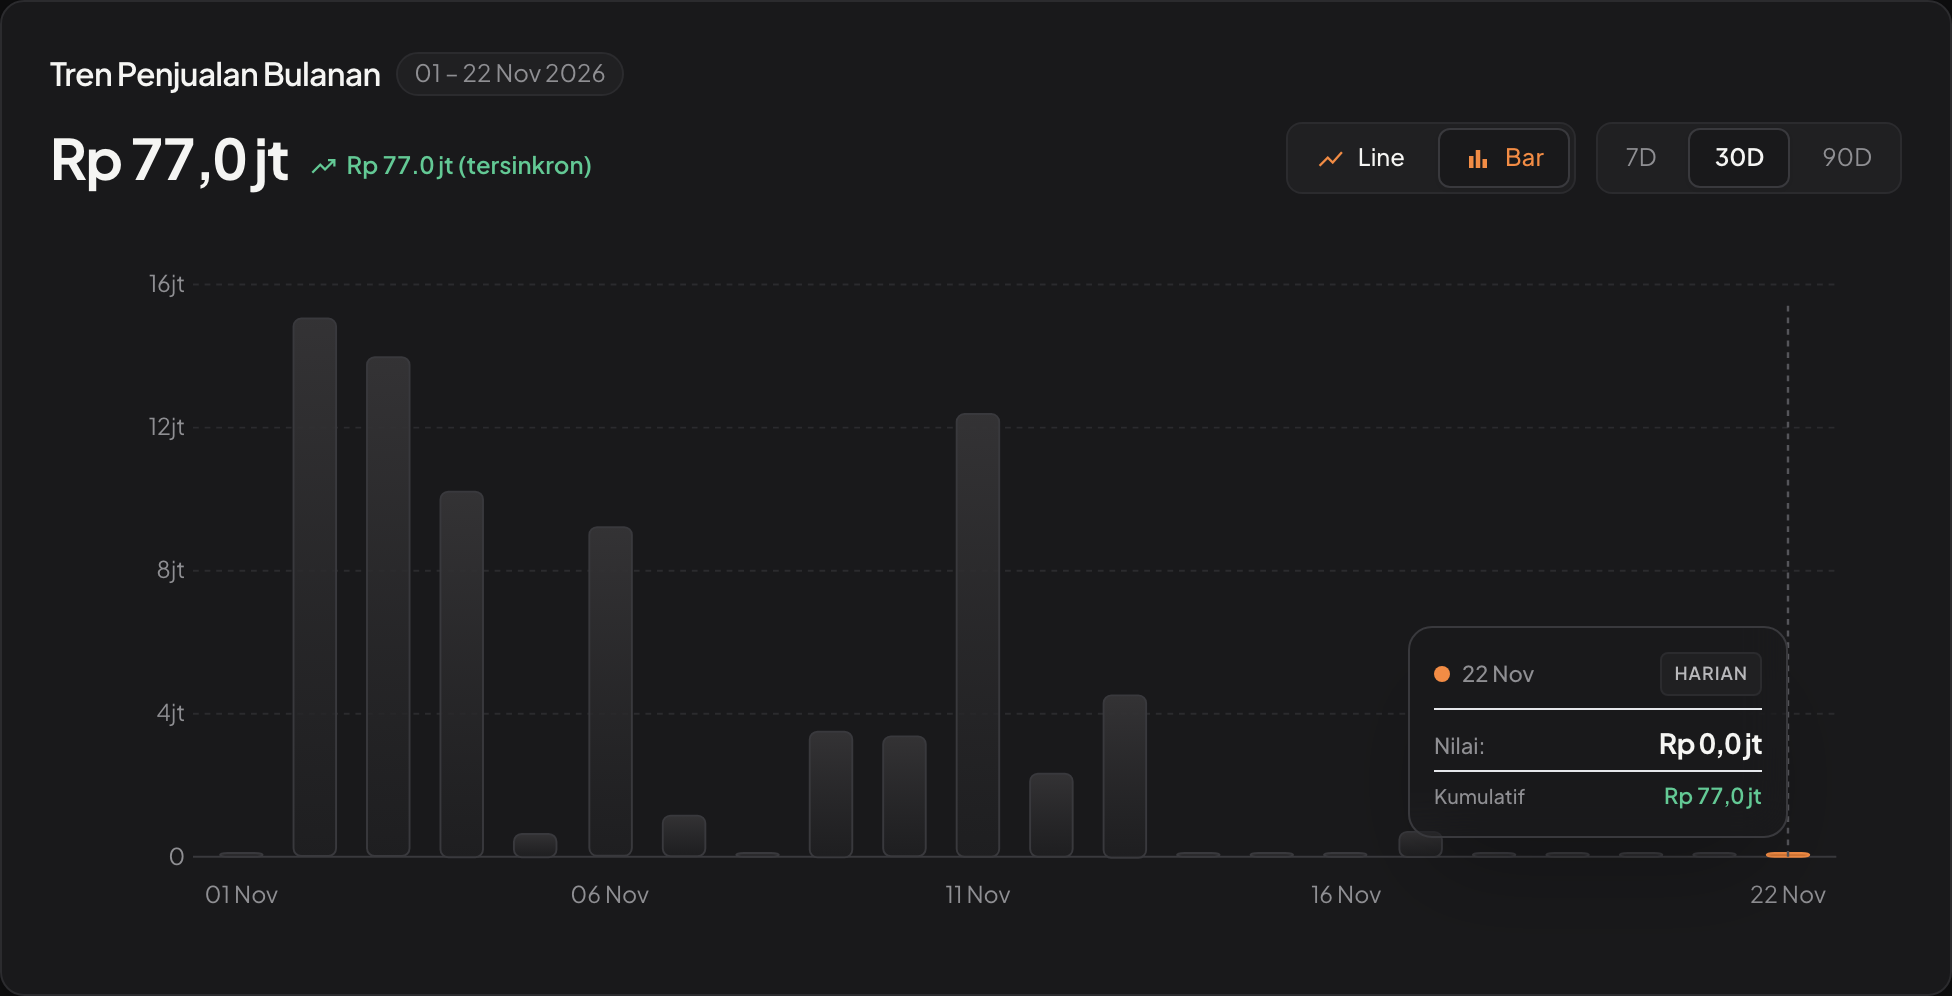 Tren Penjualan Bulanan 01 – 22 Nov 2026
Rp 77,0 jt Rp 77.0 jt (tersinkron)
Line Bar 7D 30D 90D
16jt
12jt
8jt
4jt
0
22 Nov HARIAN
Nilai: Rp 0,0 jt
Kumulatif Rp 77,0 jt
01 Nov 06 Nov 11 Nov 16 Nov 22 Nov